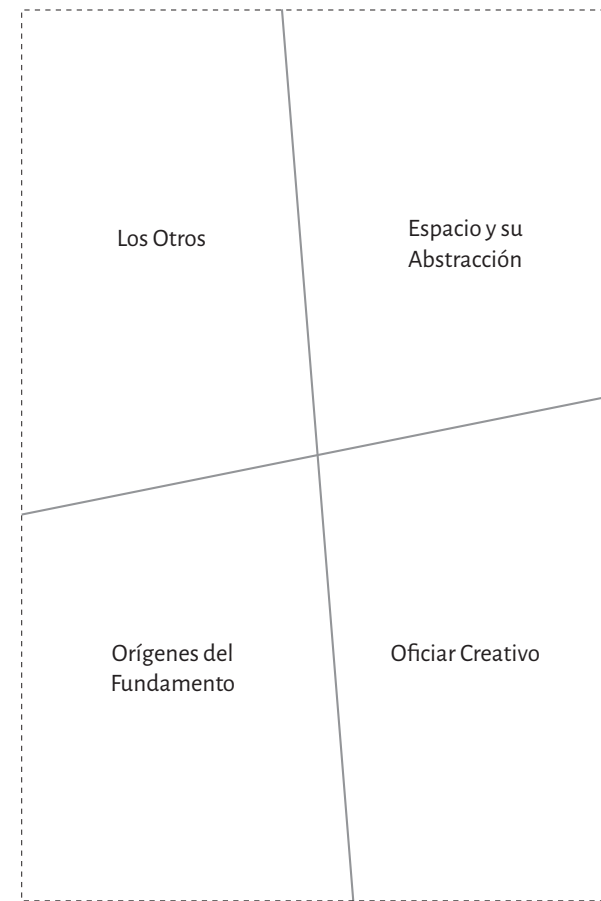 Los Otros
Espacio y su
Abstracción
Orígenes del
Fundamento
Oficiar Creativo